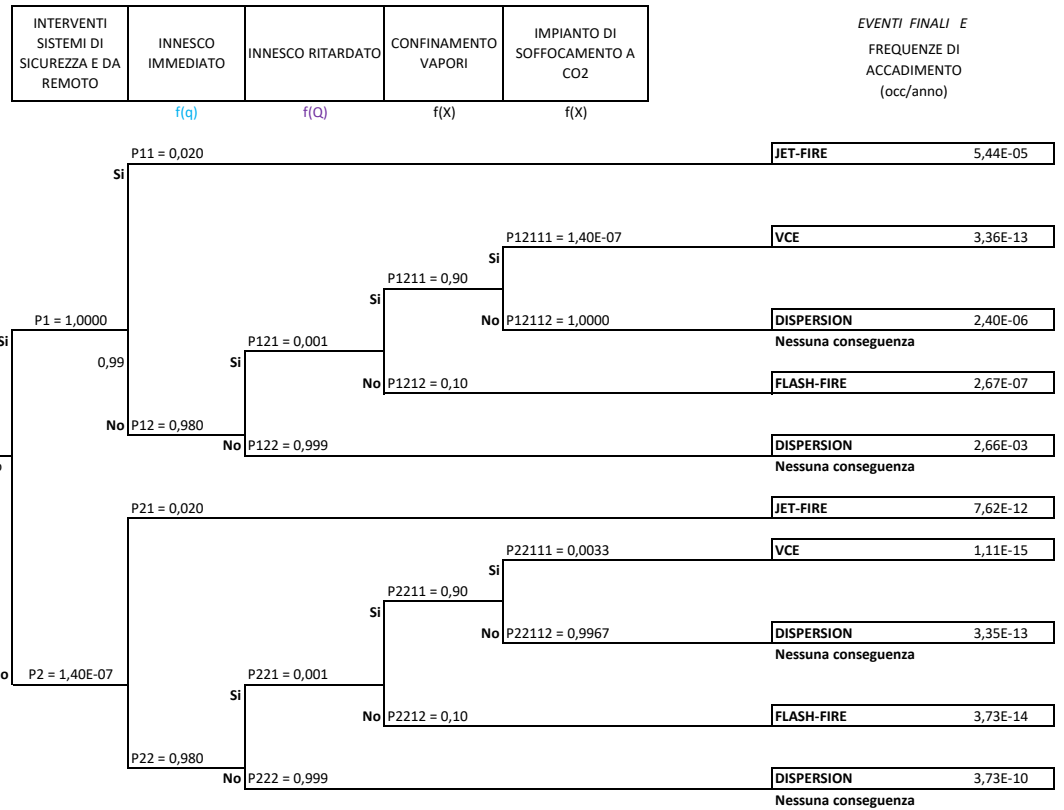 INTERVENTI
SISTEMI DI
SICUREZZA E DA
REMOTO
INNESCO
IMMEDIATO
INNESCO RITARDATO
CONFINAMENTO
VAPORI
IMPIANTO DI
SOFFOCAMENTO A
CO2
EVENTI FINALI E
FREQUENZE DI
ACCADIMENTO
(occ/anno)
f(q)
f(Q)
f(X)
f(X)
P11 = 0,020
JET-FIRE 5,44E-05
Si
P12111 = 1,40E-07
VCE 3,36E-13
Si
P1211 = 0,90
Si
P1 = 1,0000
No P12112 = 1,0000
DISPERSION 2,40E-06
Si
P121 = 0,001
Nessuna conseguenza
0,99
Si
No P1212 = 0,10
FLASH-FIRE 2,67E-07
No P12 = 0,980
No P122 = 0,999
DISPERSION 2,66E-03
Nessuna conseguenza
P21 = 0,020
JET-FIRE 7,62E-12
P22111 = 0,0033
VCE 1,11E-15
Si
P2211 = 0,90
Si
No P22112 = 0,9967
DISPERSION 3,35E-13
Nessuna conseguenza
P2 = 1,40E-07
P221 = 0,001
Si
No P2212 = 0,10
FLASH-FIRE 3,73E-14
P22 = 0,980
No P222 = 0,999
DISPERSION 3,73E-10
Nessuna conseguenza